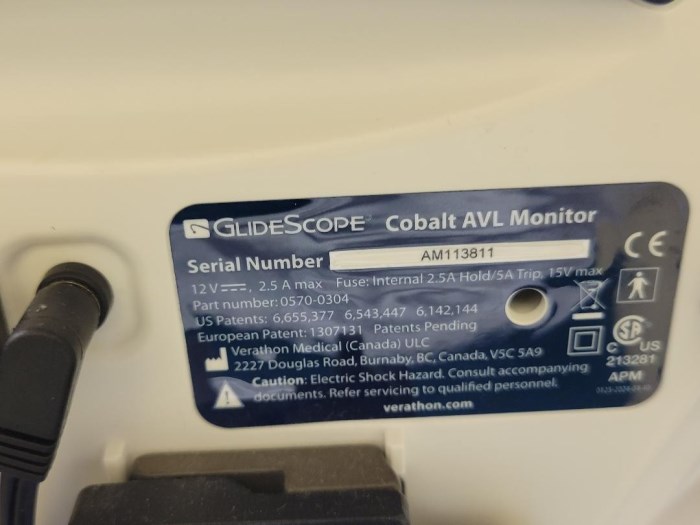 GLIDESCOPE Cobalt AVL Monitor
Serial Number AM113811
12 V⎓, 2.5 A max Fuse: Internal 2.5A Hold/5A Trip, 15V max
Part number: 0570-0304
US Patents: 6,655,377 6,543,447 6,142,144
European Patent: 1307131 Patents Pending
Verathon Medical (Canada) ULC
2227 Douglas Road, Burnaby, BC, Canada, V5C 5A9
Caution: Electric Shock Hazard. Consult accompanying
documents. Refer servicing to qualified personnel.
verathon.com
CE
SA
C US
213281
APM